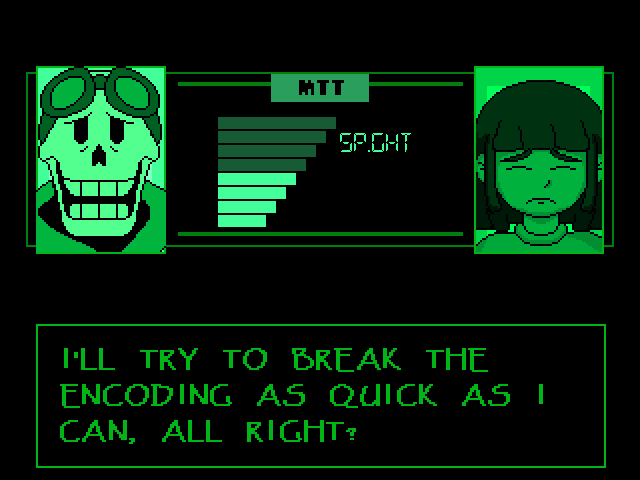 MTT
SP.GHT
I'LL TRY TO BREAK THE
ENCODING AS QUICK AS I
CAN, ALL RIGHT?